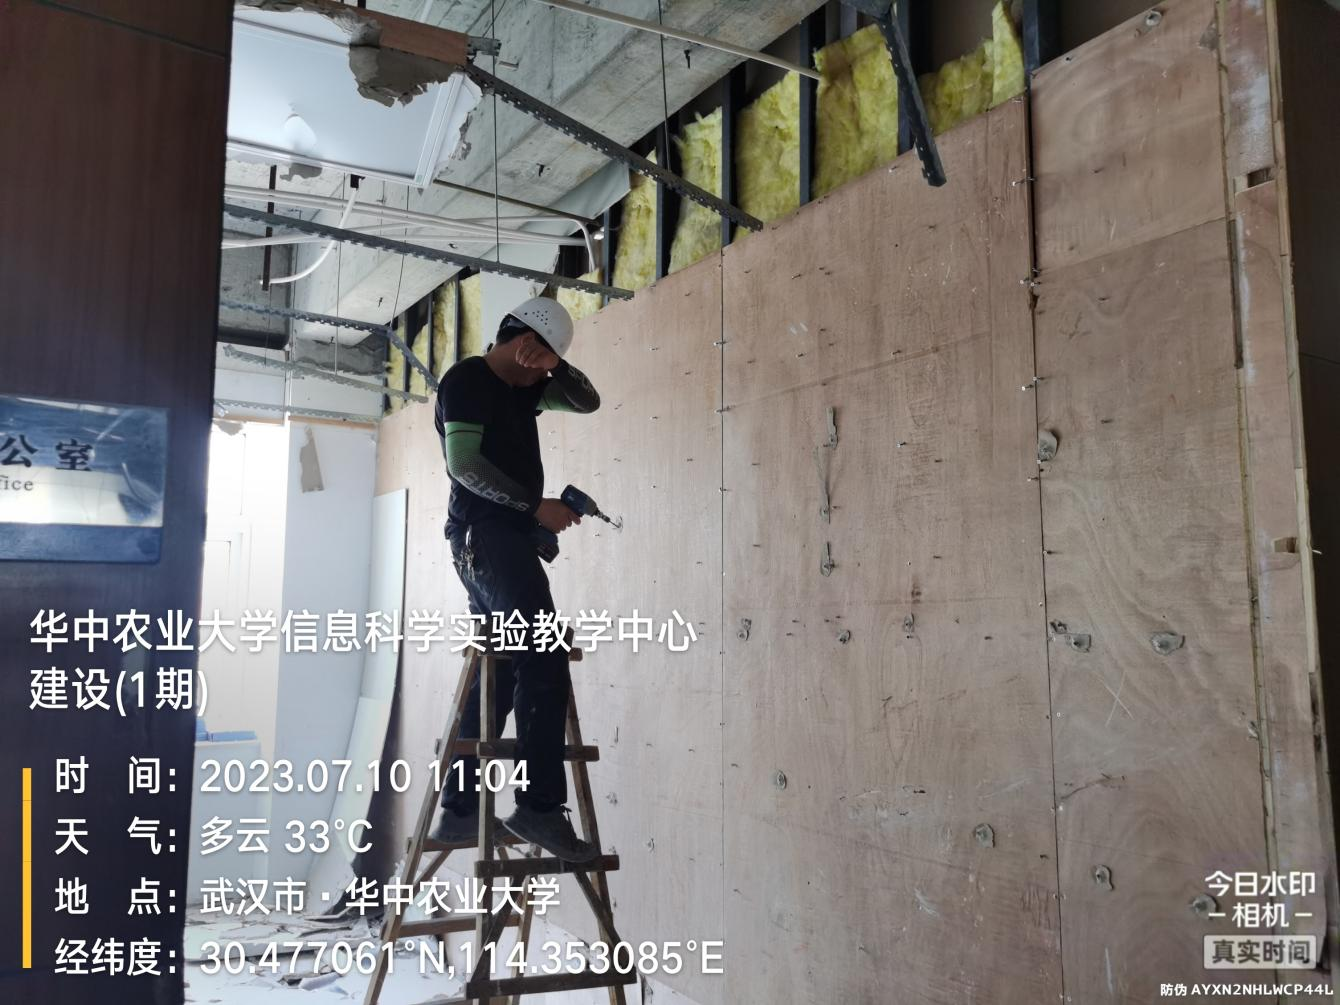 公室
fice
SPORTS
华中农业大学信息科学实验教学中心
建设(1期)
时 间: 2023.07.10 11:04
天 气: 多云 33°C
地 点: 武汉市·华中农业大学
经纬度: 30.477061°N,114.353085°E
今日水印
-相机-
真实时间
防伪 AYXN2NHLWCP44L